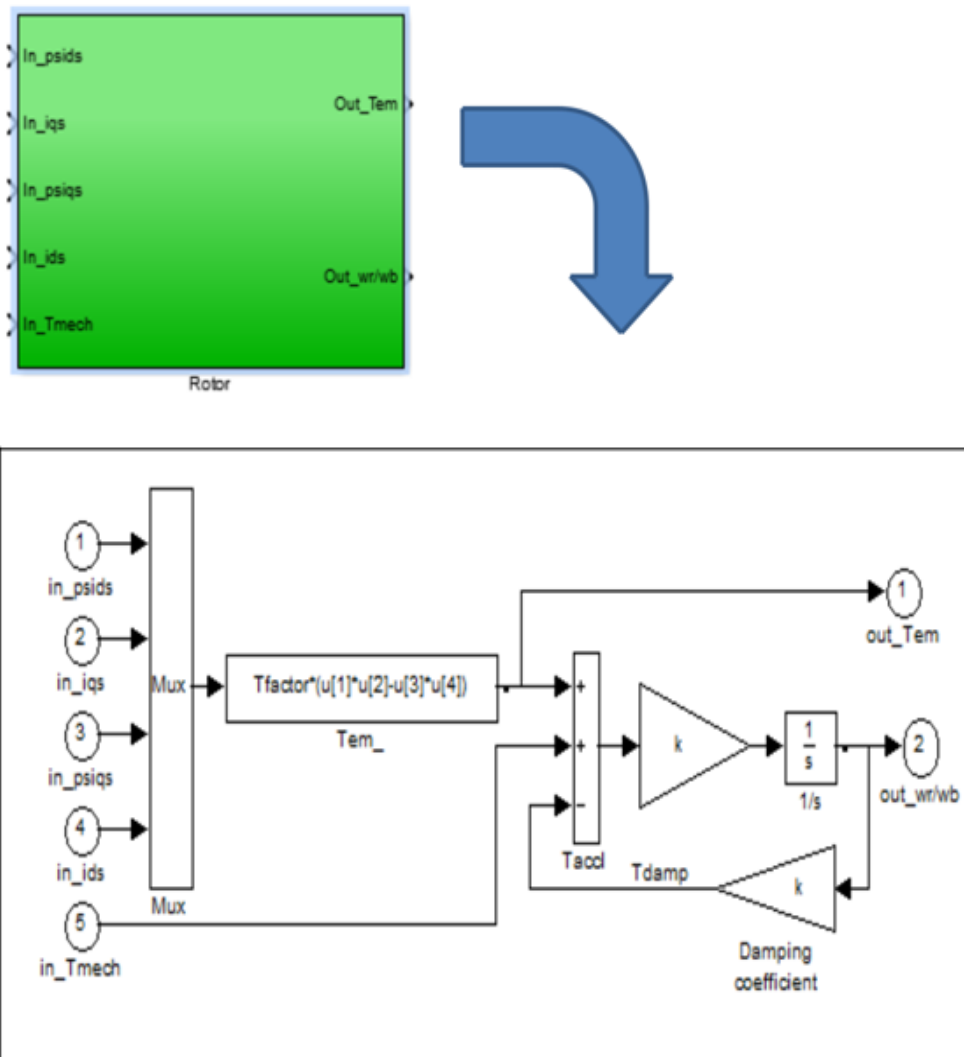 In_psids
Out_Tem
In_iqs
In_psiqs
In_ids
Out_wr/wb
In_Tmech
Rotor
1
in_psids
1
out_Tem
2
in_iqs
Mux
Tfactor*(u[1]*u[2]-u[3]*u[4])
+
Tem_
3
in_psiqs
+
k
1
s
1/s
2
out_wr/wb
4
in_ids
-
Taccl
Tdamp
k
Mux
5
in_Tmech
Damping
coefficient